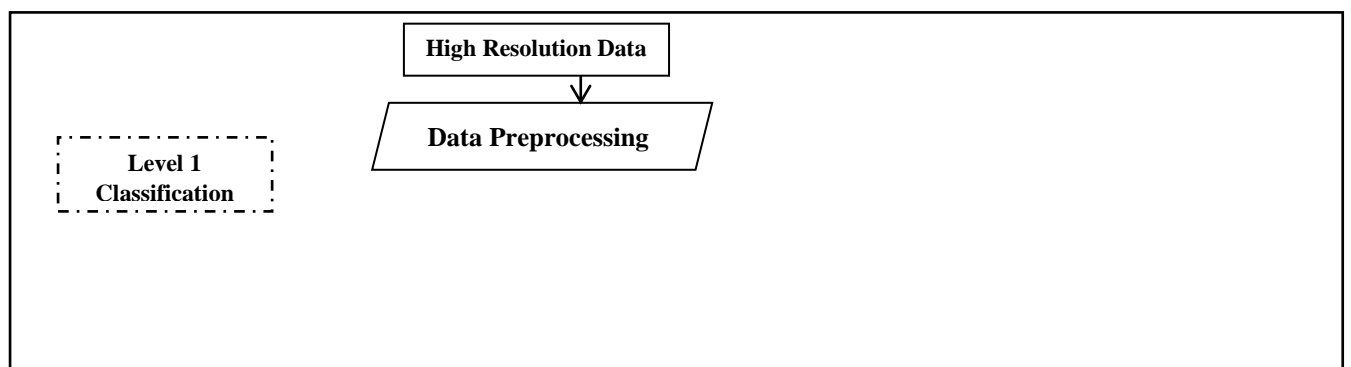 High Resolution Data
Data Preprocessing
Level 1
Classification